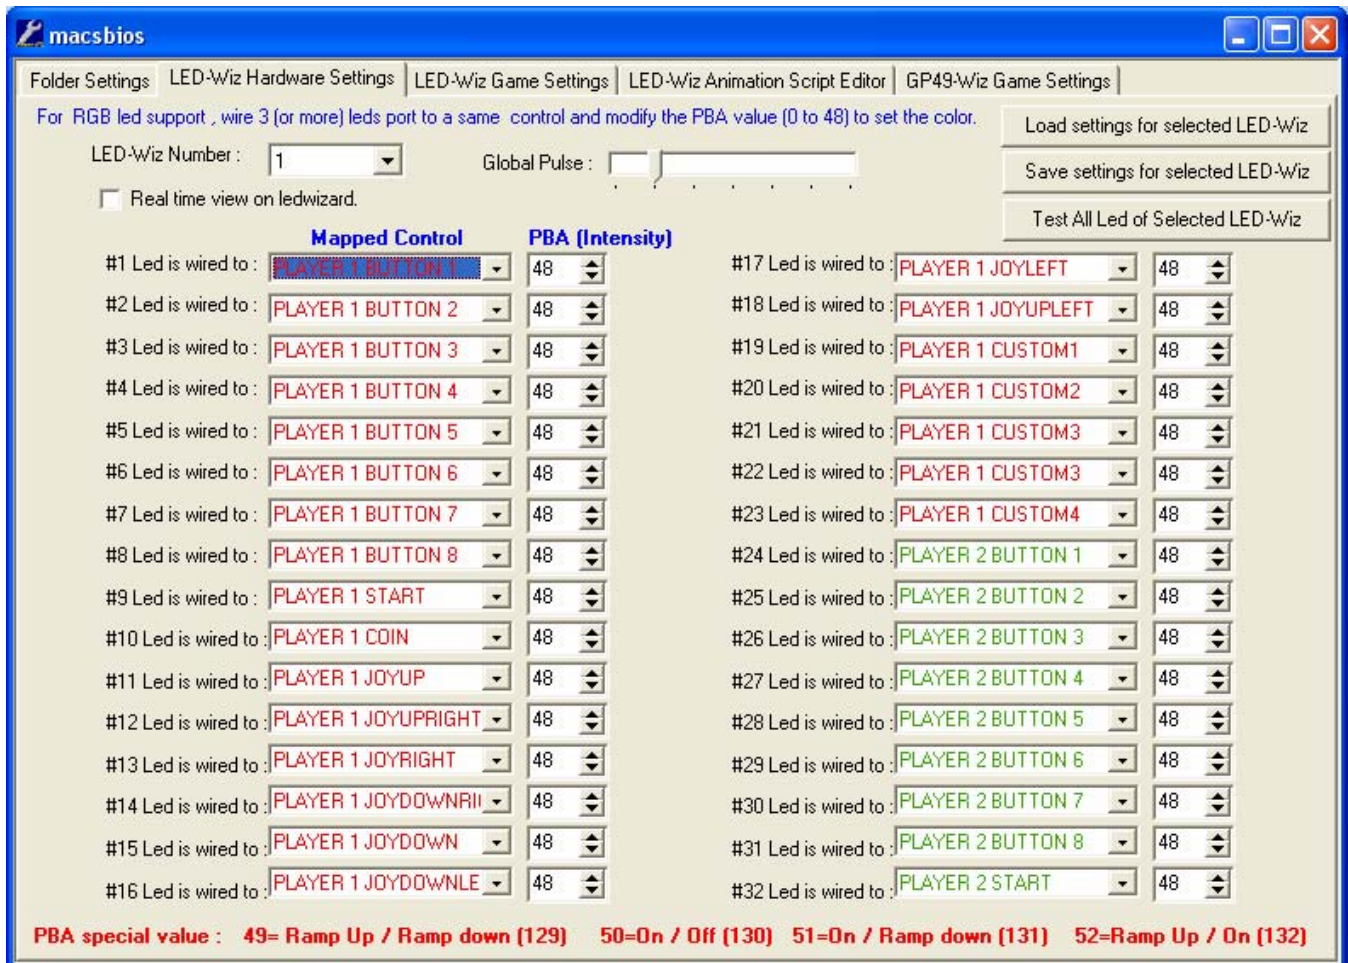 macsbios
Folder Settings LED-Wiz Hardware Settings LED-Wiz Game Settings LED-Wiz Animation Script Editor GP49-Wiz Game Settings
For RGB led support , wire 3 (or more) leds port to a same control and modify the PBA value (0 to 48) to set the color.
Load settings for selected LED-Wiz
LED-Wiz Number : 1 Global Pulse :
Save settings for selected LED-Wiz
Real time view on ledwizard.
Test All Led of Selected LED-Wiz
Mapped Control PBA (Intensity)
#1 Led is wired to : PLAYER 1 BUTTON 1 48
#2 Led is wired to : PLAYER 1 BUTTON 2 48
#3 Led is wired to : PLAYER 1 BUTTON 3 48
#4 Led is wired to : PLAYER 1 BUTTON 4 48
#5 Led is wired to : PLAYER 1 BUTTON 5 48
#6 Led is wired to : PLAYER 1 BUTTON 6 48
#7 Led is wired to : PLAYER 1 BUTTON 7 48
#8 Led is wired to : PLAYER 1 BUTTON 8 48
#9 Led is wired to : PLAYER 1 START 48
#10 Led is wired to : PLAYER 1 COIN 48
#11 Led is wired to : PLAYER 1 JOYUP 48
#12 Led is wired to : PLAYER 1 JOYUPRIGHT 48
#13 Led is wired to : PLAYER 1 JOYRIGHT 48
#14 Led is wired to : PLAYER 1 JOYDOWNRI 48
#15 Led is wired to : PLAYER 1 JOYDOWN 48
#16 Led is wired to : PLAYER 1 JOYDOWNLE 48
#17 Led is wired to : PLAYER 1 JOYLEFT 48
#18 Led is wired to : PLAYER 1 JOYUPLEFT 48
#19 Led is wired to : PLAYER 1 CUSTOM1 48
#20 Led is wired to : PLAYER 1 CUSTOM2 48
#21 Led is wired to : PLAYER 1 CUSTOM3 48
#22 Led is wired to : PLAYER 1 CUSTOM3 48
#23 Led is wired to : PLAYER 1 CUSTOM4 48
#24 Led is wired to : PLAYER 2 BUTTON 1 48
#25 Led is wired to : PLAYER 2 BUTTON 2 48
#26 Led is wired to : PLAYER 2 BUTTON 3 48
#27 Led is wired to : PLAYER 2 BUTTON 4 48
#28 Led is wired to : PLAYER 2 BUTTON 5 48
#29 Led is wired to : PLAYER 2 BUTTON 6 48
#30 Led is wired to : PLAYER 2 BUTTON 7 48
#31 Led is wired to : PLAYER 2 BUTTON 8 48
#32 Led is wired to : PLAYER 2 START 48
PBA special value : 49= Ramp Up / Ramp down (129) 50=On / Off (130) 51=On / Ramp down (131) 52=Ramp Up / On (132)